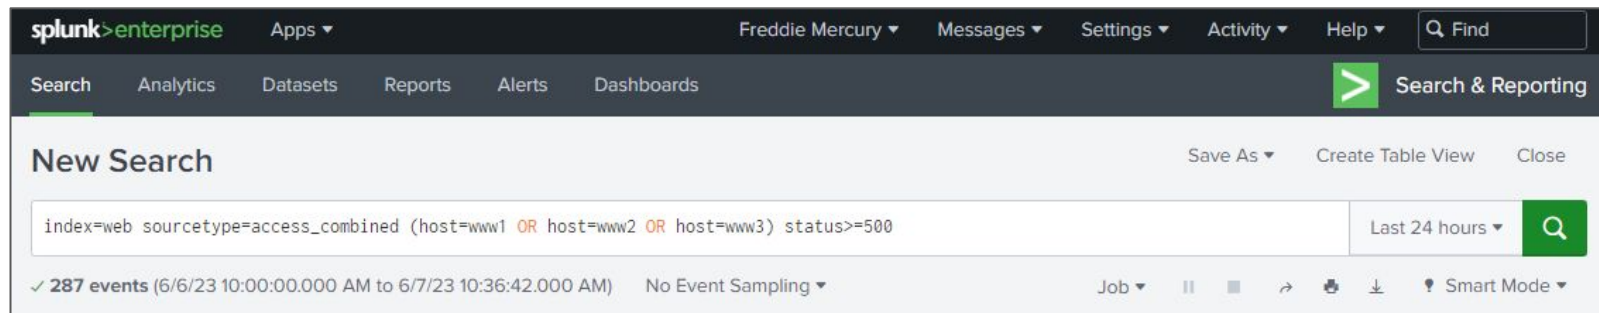 splunk>enterprise Apps Freddie Mercury Messages Settings Activity Help Find
Search Analytics Datasets Reports Alerts Dashboards > Search & Reporting
New Search Save As Create Table View Close
index=web sourcetype=access_combined (host=www1 OR host=www2 OR host=www3) status>=500 Last 24 hours
✓ 287 events (6/6/23 10:00:00.000 AM to 6/7/23 10:36:42.000 AM) No Event Sampling Job Smart Mode